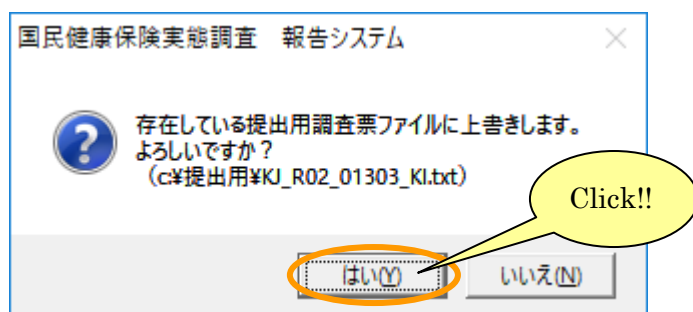 国民健康保険実態調査　報告システム
存在している提出用調査票ファイルに上書きします。
よろしいですか？
（c:¥提出用¥KJ_R02_01303_KI.txt）
Click!!
はい(Y)
いいえ(N)